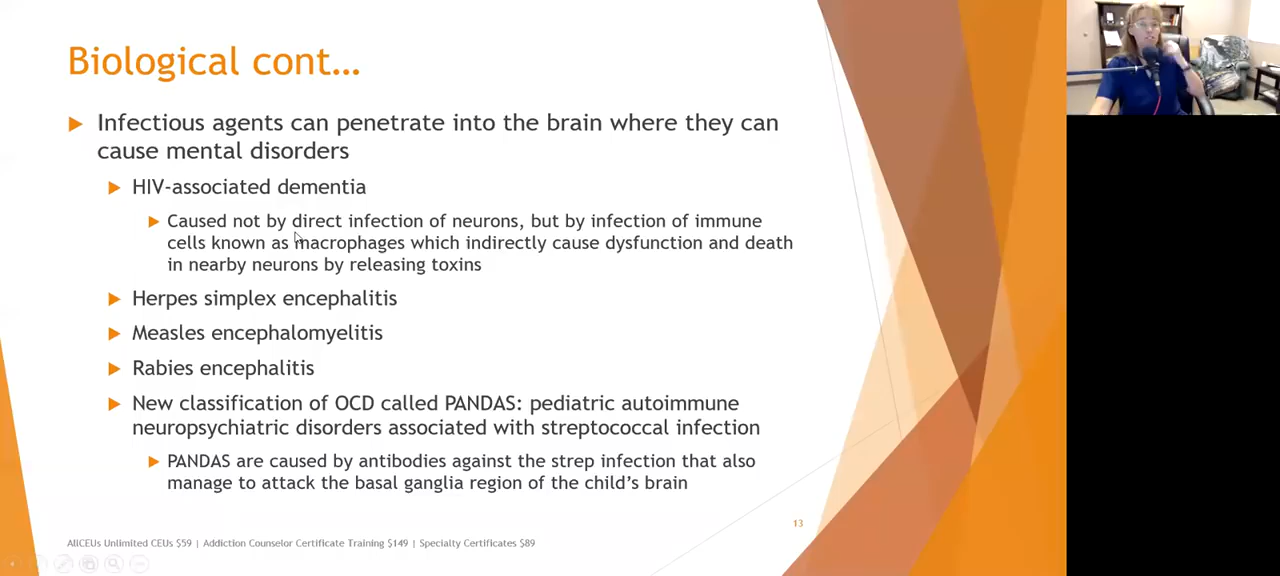 Biological cont…
Infectious agents can penetrate into the brain where they can
cause mental disorders
HIV-associated dementia
Caused not by direct infection of neurons, but by infection of immune
cells known as macrophages which indirectly cause dysfunction and death
in nearby neurons by releasing toxins
Herpes simplex encephalitis
Measles encephalomyelitis
Rabies encephalitis
New classification of OCD called PANDAS: pediatric autoimmune
neuropsychiatric disorders associated with streptococcal infection
PANDAS are caused by antibodies against the strep infection that also
manage to attack the basal ganglia region of the child's brain
13
AllCEUs Unlimited CEUs $59 | Addiction Counselor Certificate Training $149 | Specialty Certificates $89